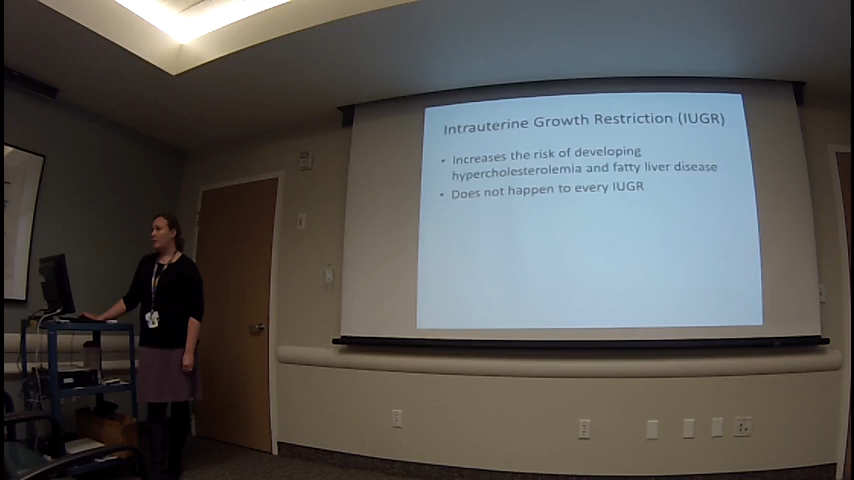 Intrauterine Growth Restriction (IUGR)
• Increases the risk of developing
hypercholesterolemia and fatty liver disease
• Does not happen to every IUGR